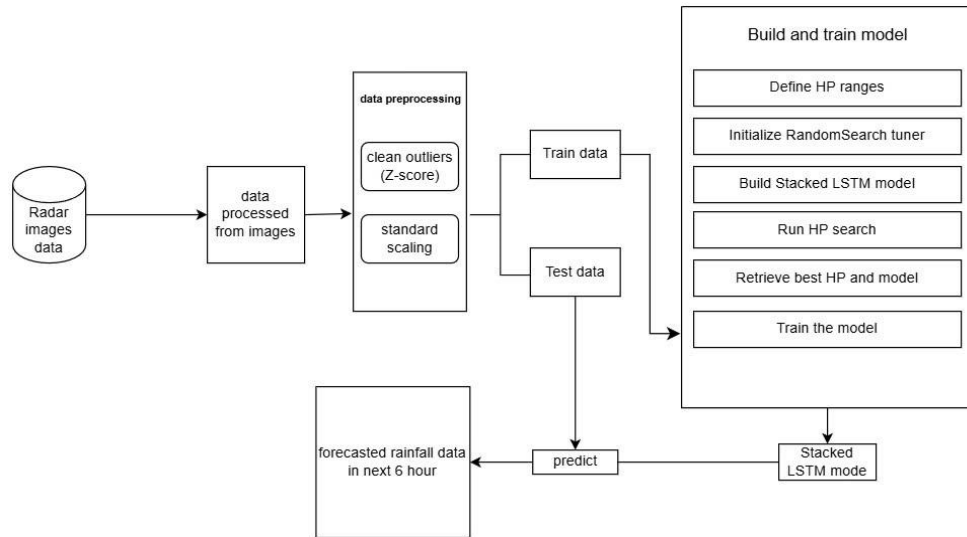 Radar
images
data
data
processed
from images
data preprocessing
clean outliers
(Z-score)
standard
scaling
Train data
Test data
Build and train model
Define HP ranges
Initialize RandomSearch tuner
Build Stacked LSTM model
Run HP search
Retrieve best HP and model
Train the model
Stacked
LSTM mode
predict
forecasted rainfall data
in next 6 hour